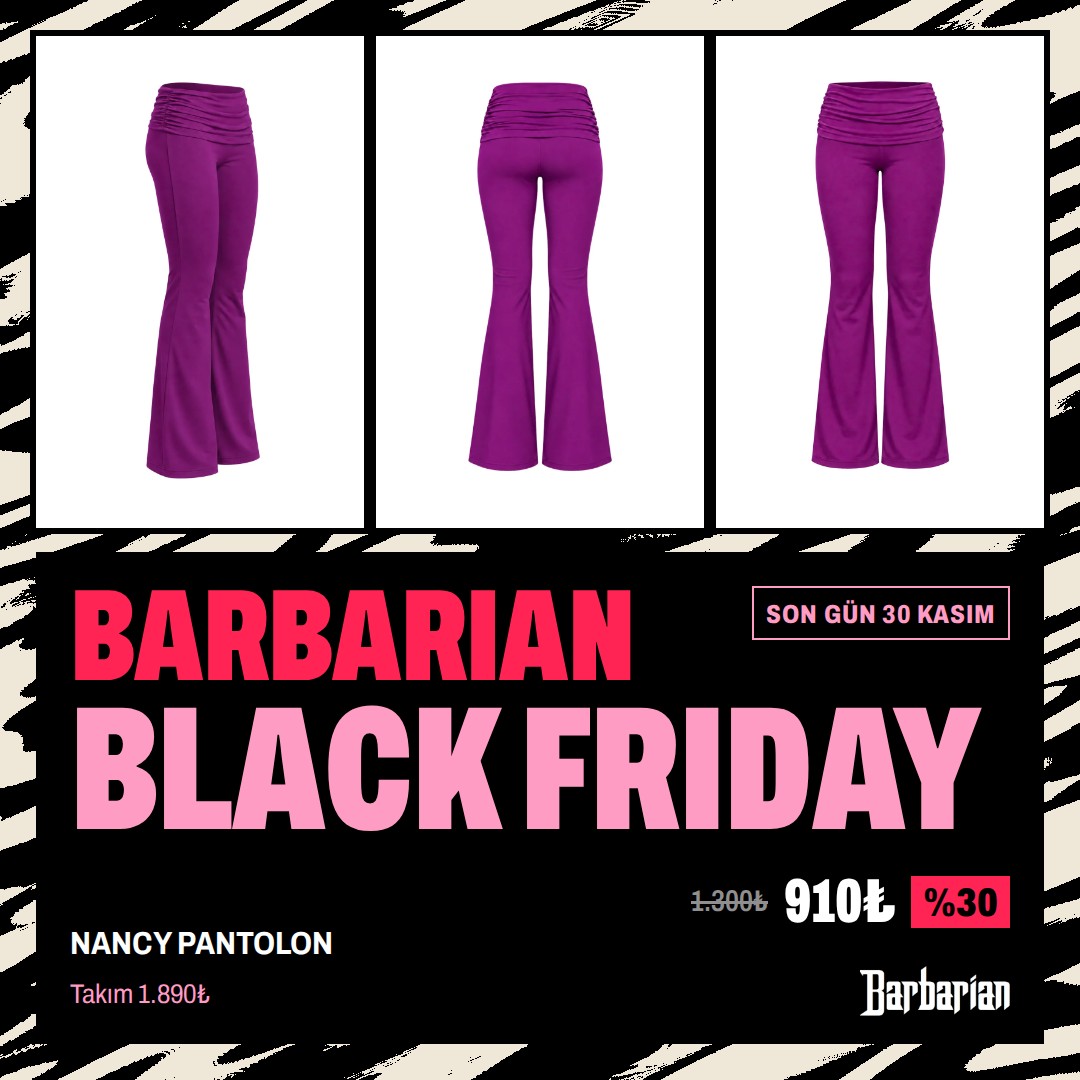 BARBARIAN
SON GÜN 30 KASIM
BLACK FRIDAY
1.300₺ 910₺ %30
NANCY PANTOLON
Takım 1.890₺
Barbarian